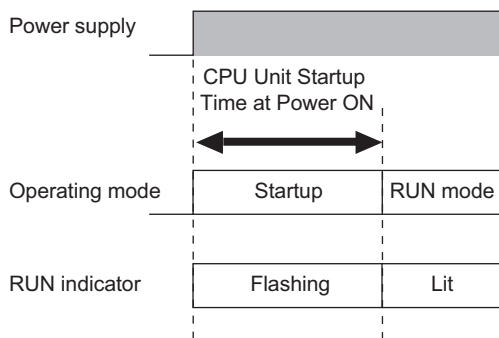 Power supply
CPU Unit Startup
Time at Power ON
Operating mode
Startup
RUN mode
RUN indicator
Flashing
Lit